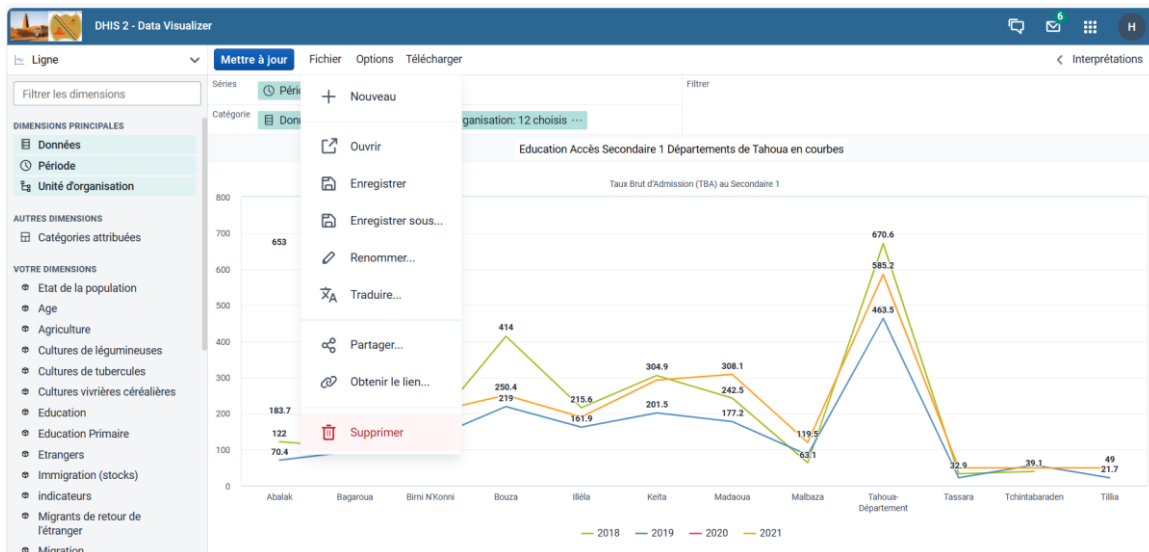 DHIS 2 - Data Visualizer
6
H
Ligne
Mettre à jour
Fichier
Options
Télécharger
Interprétations
Filtrer les dimensions
DIMENSIONS PRINCIPALES
Données
Période
Unité d'organisation
AUTRES DIMENSIONS
Catégories attribuées
VOTRE DIMENSIONS
Etat de la population
Age
Agriculture
Cultures de légumineuses
Cultures de tubercules
Cultures vivrières céréalières
Education
Education Primaire
Etrangers
Immigration (stocks)
indicateurs
Migrants de retour de
l'étranger
Migration
Séries
Catégorie
Filtrer
ganisation: 12 choisis ···
Nouveau
Ouvrir
Enregistrer
Enregistrer sous...
Renommer...
Traduire...
Partager...
Obtenir le lien...
Supprimer
Education Accès Secondaire 1 Départements de Tahoua en courbes
Taux Brut d'Admission (TBA) au Secondaire 1
800
700
600
500
400
300
200
100
0
653
183.7
122
70.4
414
250.4
219
215.6
161.9
304.9
201.5
308.1
242.5
177.2
119.5
63.1
670.6
585.2
463.5
32.9
39.1
49
21.7
Abalak
Bagaroua
Birni N'Konni
Bouza
Illéla
Keita
Madaoua
Malbaza
Tahoua-
Département
Tassara
Tchintabaraden
Tillia
2018
2019
2020
2021